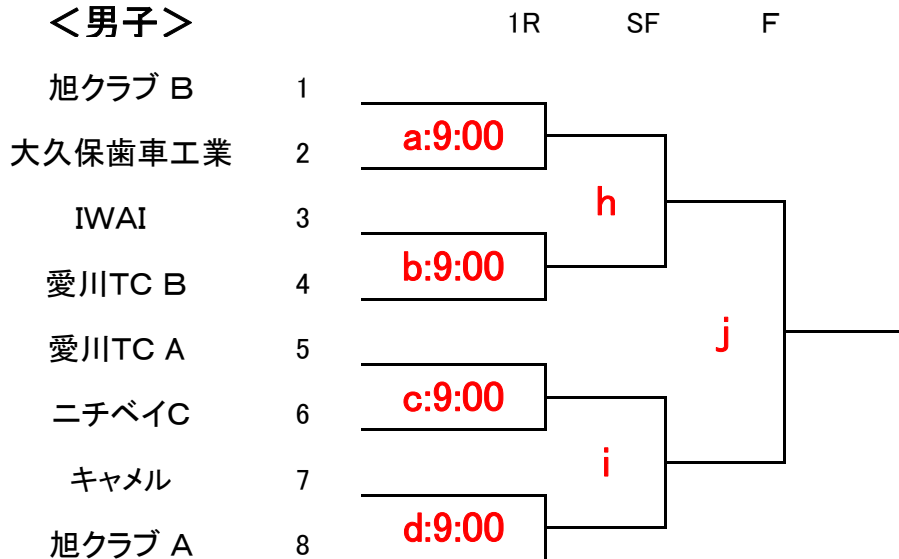 ＜男子＞ 1R SF F
旭クラブ B 1
a:9:00
大久保歯車工業 2
h
IWAI 3
b:9:00
愛川TC B 4
j
愛川TC A 5
c:9:00
ニチベイC 6
i
キャメル 7
d:9:00
旭クラブ A 8